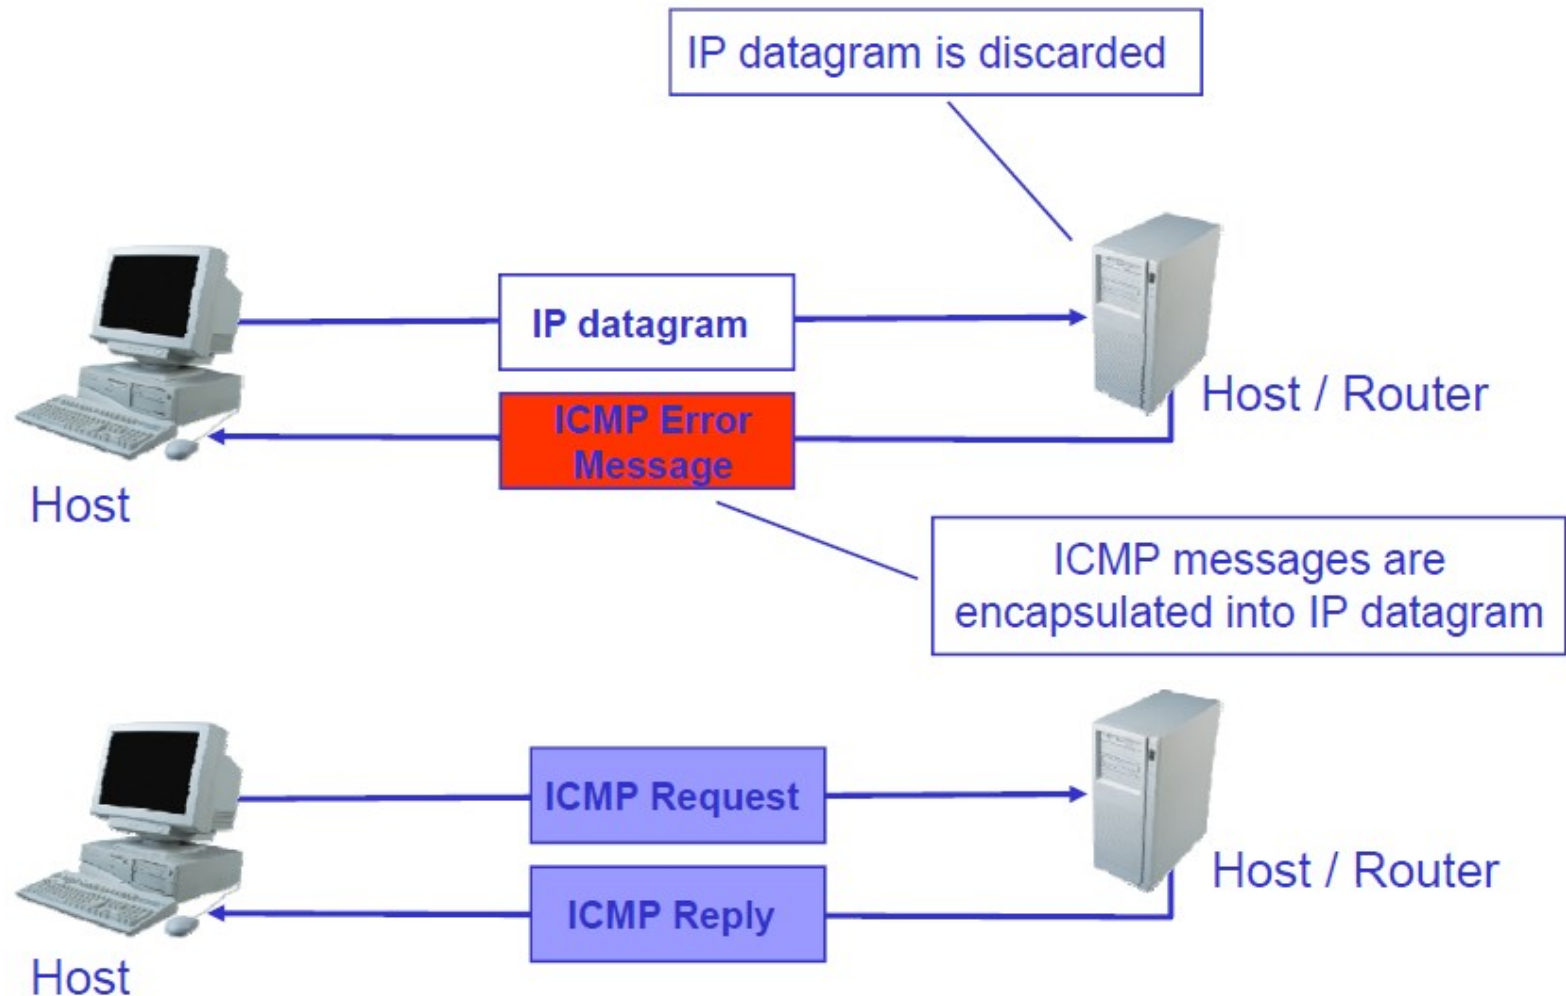 IP datagram is discarded
IP datagram
Host / Router
ICMP Error
Message
Host
ICMP messages are
encapsulated into IP datagram
ICMP Request
Host / Router
ICMP Reply
Host